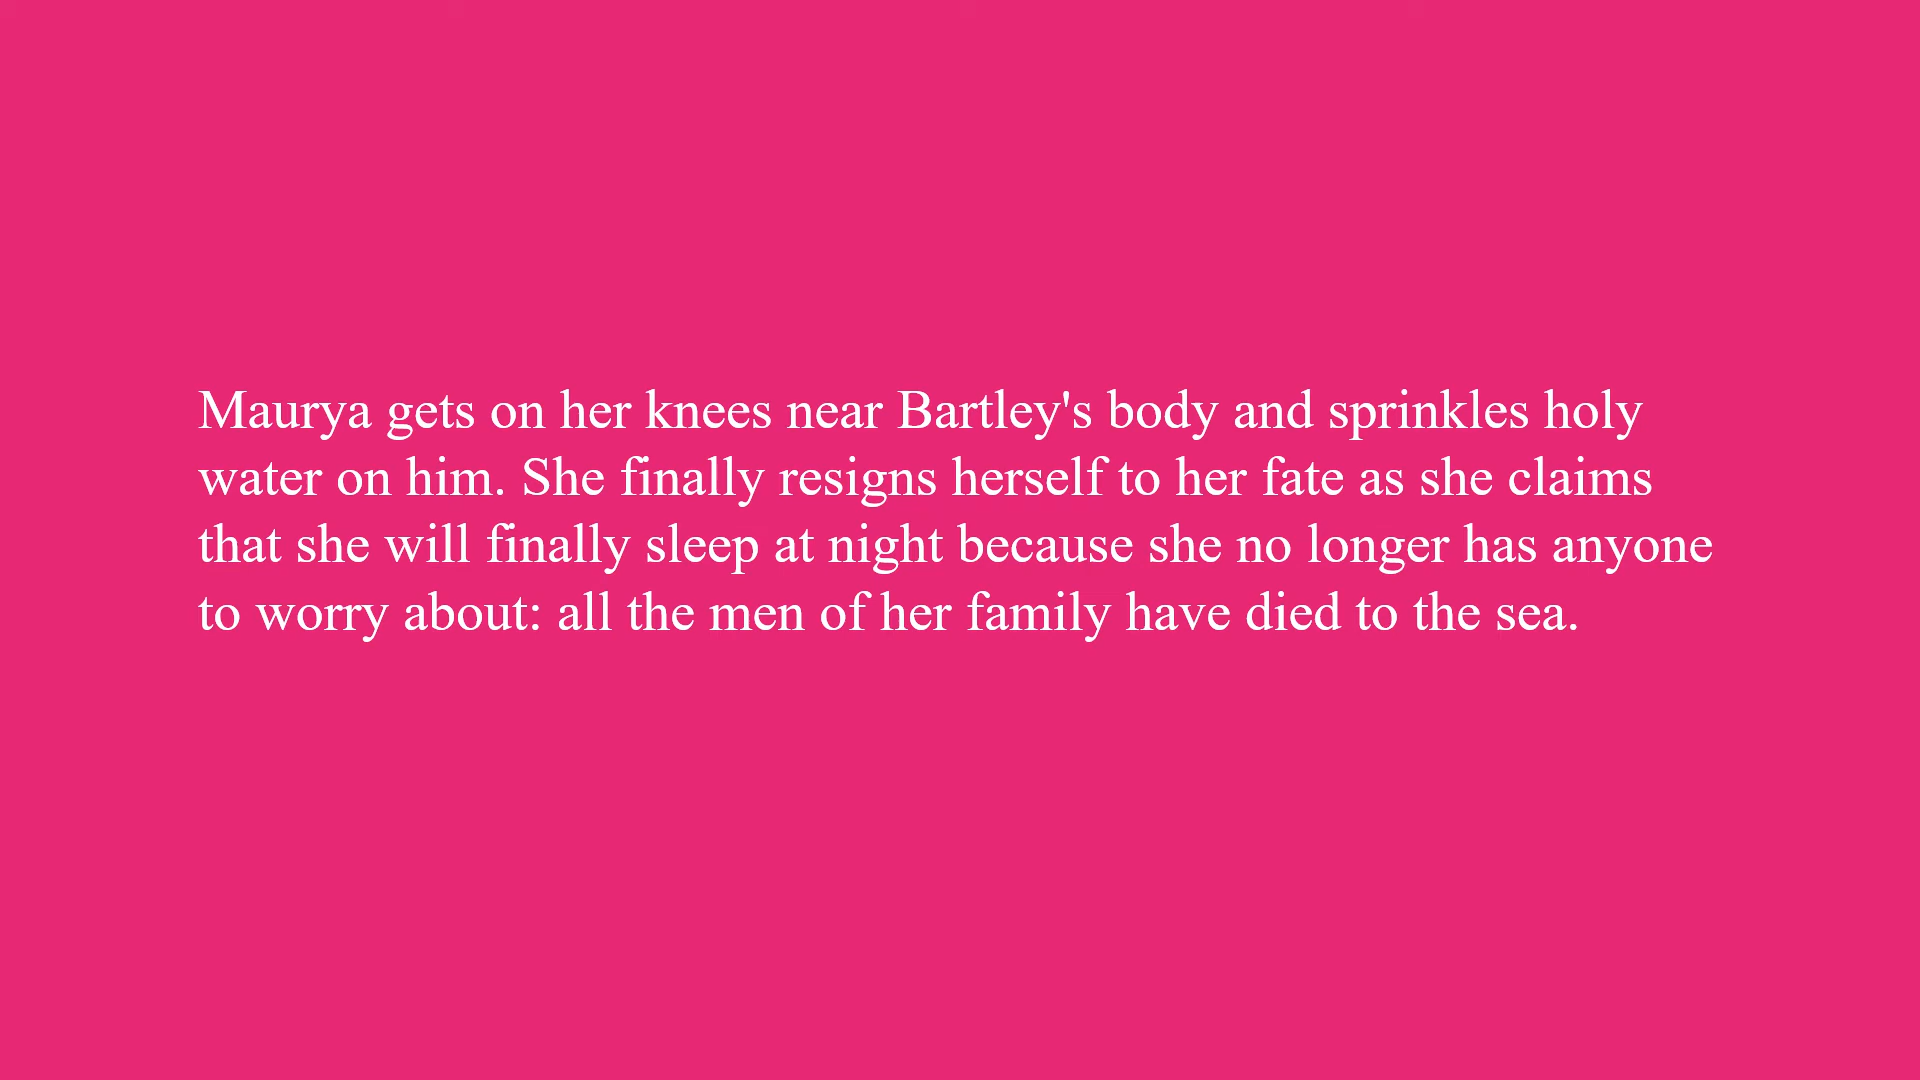 Maurya gets on her knees near Bartley's body and sprinkles holy
water on him. She finally resigns herself to her fate as she claims
that she will finally sleep at night because she no longer has anyone
to worry about: all the men of her family have died to the sea.